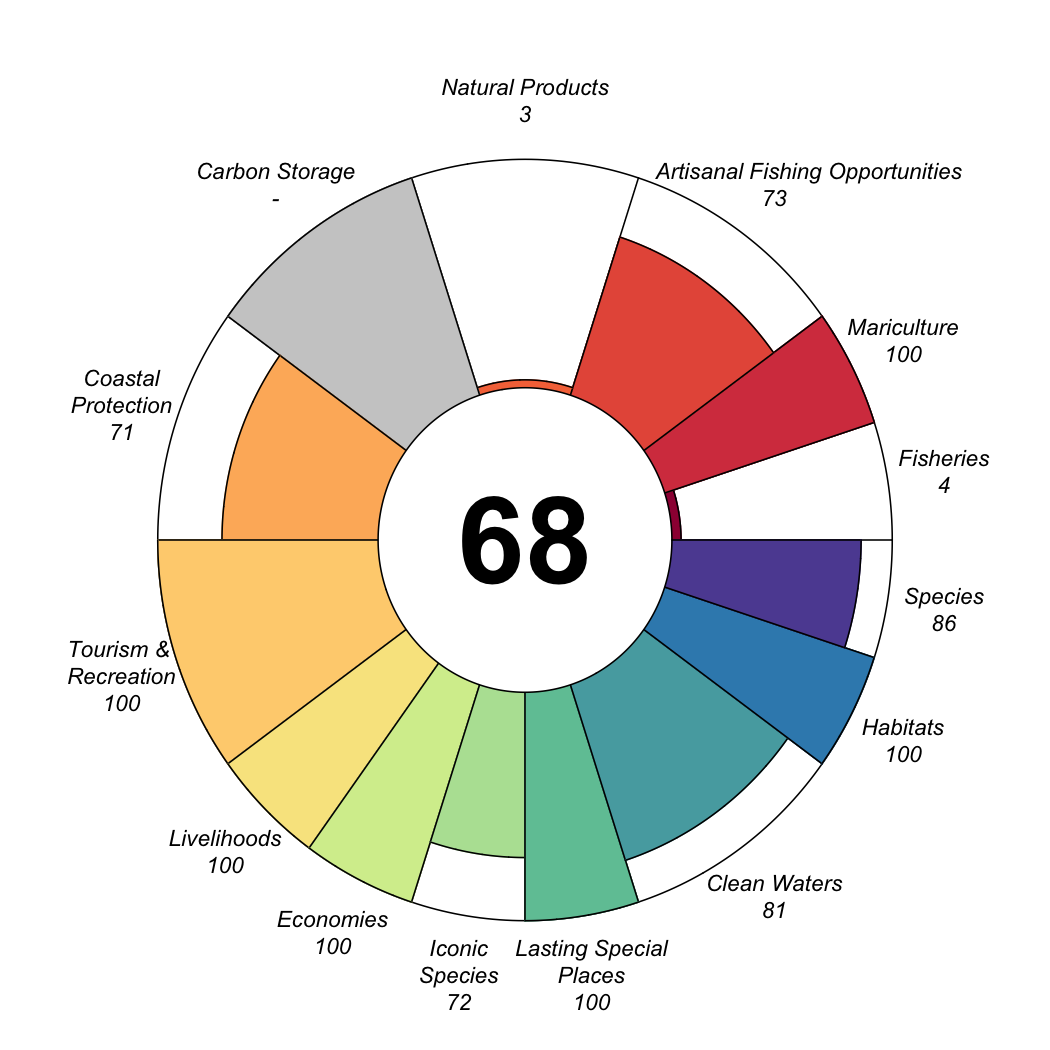 Natural Products
3
Artisanal Fishing Opportunities
73
Mariculture
100
Fisheries
4
Species
86
Habitats
100
Clean Waters
81
Lasting Special
Places
100
Iconic
Species
72
Economies
100
Livelihoods
100
Tourism &
Recreation
100
Coastal
Protection
71
Carbon Storage
-
68